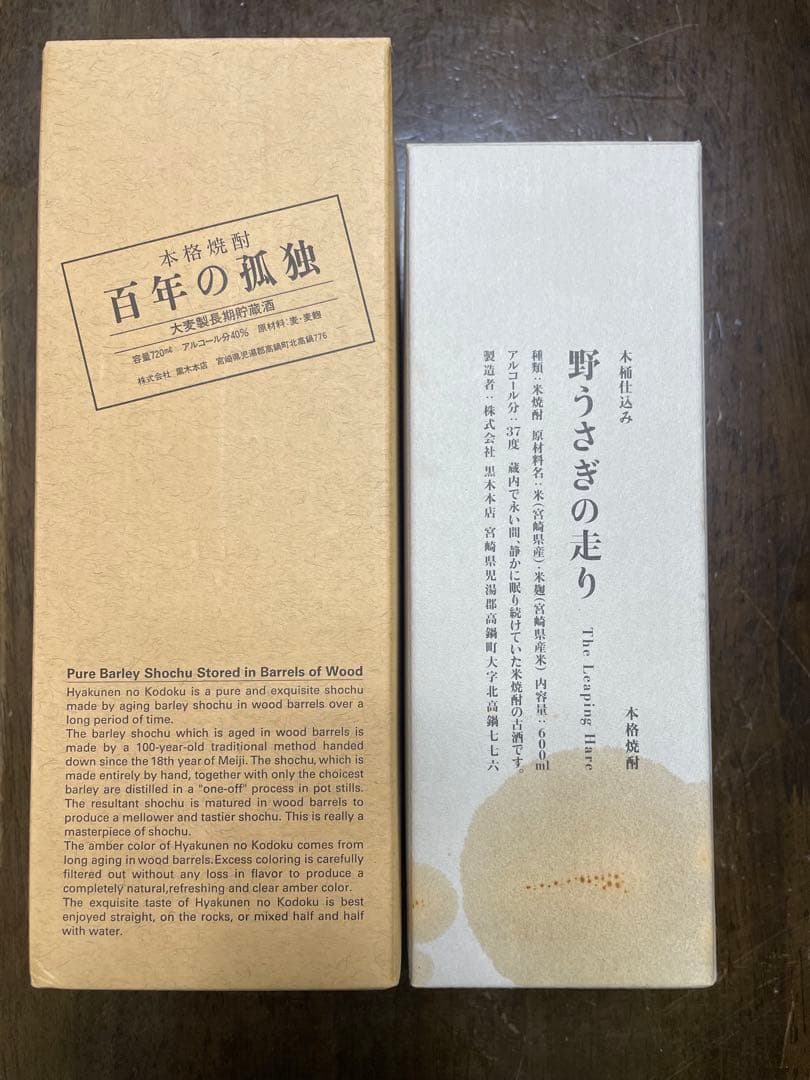 本格焼酎
百年の孤独
大麦製長期貯蔵酒
容量720ml アルコール分40% 原材料:麦・麦麹
株式会社 黒木本店 宮崎県児湯郡高鍋町北高鍋776
Pure Barley Shochu Stored in Barrels of Wood
Hyakunen no Kodoku is a pure and exquisite shochu
made by aging barley shochu in wood barrels over a
long period of time.
The barley shochu which is aged in wood barrels is
made by a 100-year-old traditional method handed
down since the 18th year of Meiji. The shochu, which is
made entirely by hand, together with only the choicest
barley are distilled in a "one-off" process in pot stills.
The resultant shochu is matured in wood barrels to
produce a mellower and tastier shochu. This is really a
masterpiece of shochu.
The amber color of Hyakunen no Kodoku comes from
long aging in wood barrels. Excess coloring is carefully
filtered out without any loss in flavor to produce a
completely natural, refreshing and clear amber color.
The exquisite taste of Hyakunen no Kodoku is best
enjoyed straight, on the rocks, or mixed half and half
with water.
木桶仕込み 本格焼酎
野うさぎの走り The Leaping Hare
種類:米焼酎 原材料名:米(宮崎県産)・米麹(宮崎県産米) 内容量:600ml
アルコール分:37度 蔵内で永い間、静かに眠り続けていた米焼酎の古酒です。
製造者:株式会社 黒木本店 宮崎県児湯郡高鍋町大字北高鍋七七六